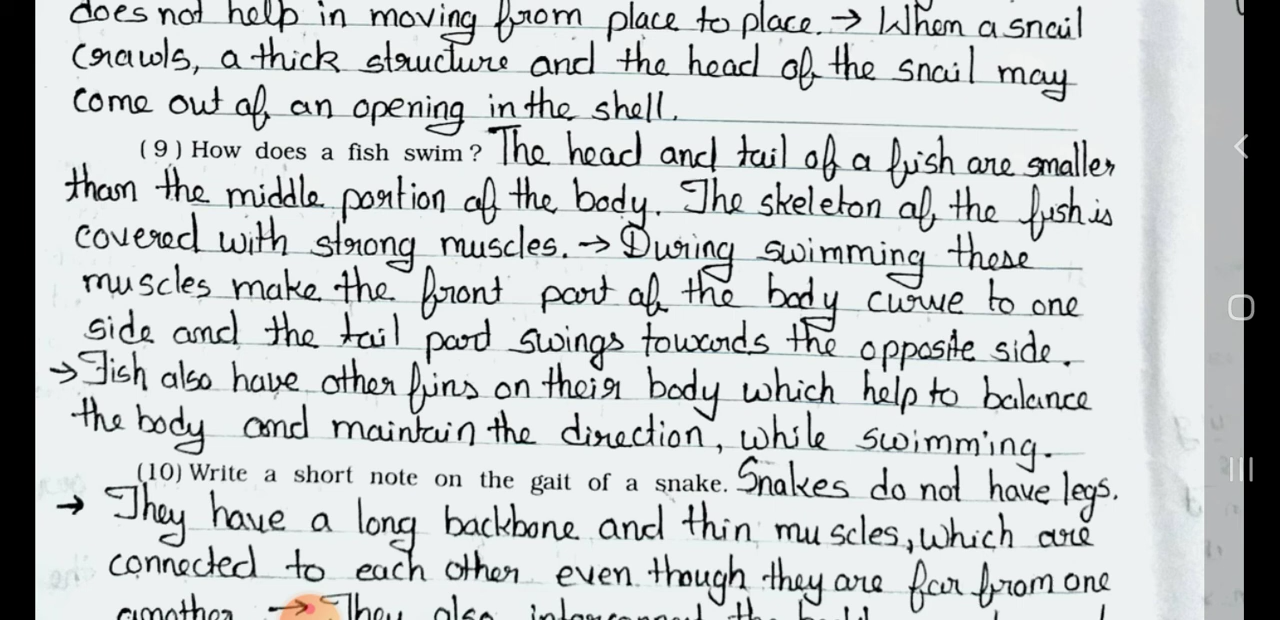 does not help in moving from place to place. → When a snail
crawls, a thick structure and the head of the snail may
come out of an opening in the shell.
(9) How does a fish swim? The head and tail of a fish are smaller
than the middle portion of the body. The skeleton of the fish is
covered with strong muscles. → During swimming these
muscles make the front part of the body curve to one
side and the tail part swings towards the opposite side.
→ Fish also have other fins on their body which help to balance
the body and maintain the direction, while swimming.
(10) Write a short note on the gait of a snake. Snakes do not have legs.
→ They have a long backbone and thin muscles, which are
connected to each other even though they are far from one
another → They also interconnect the